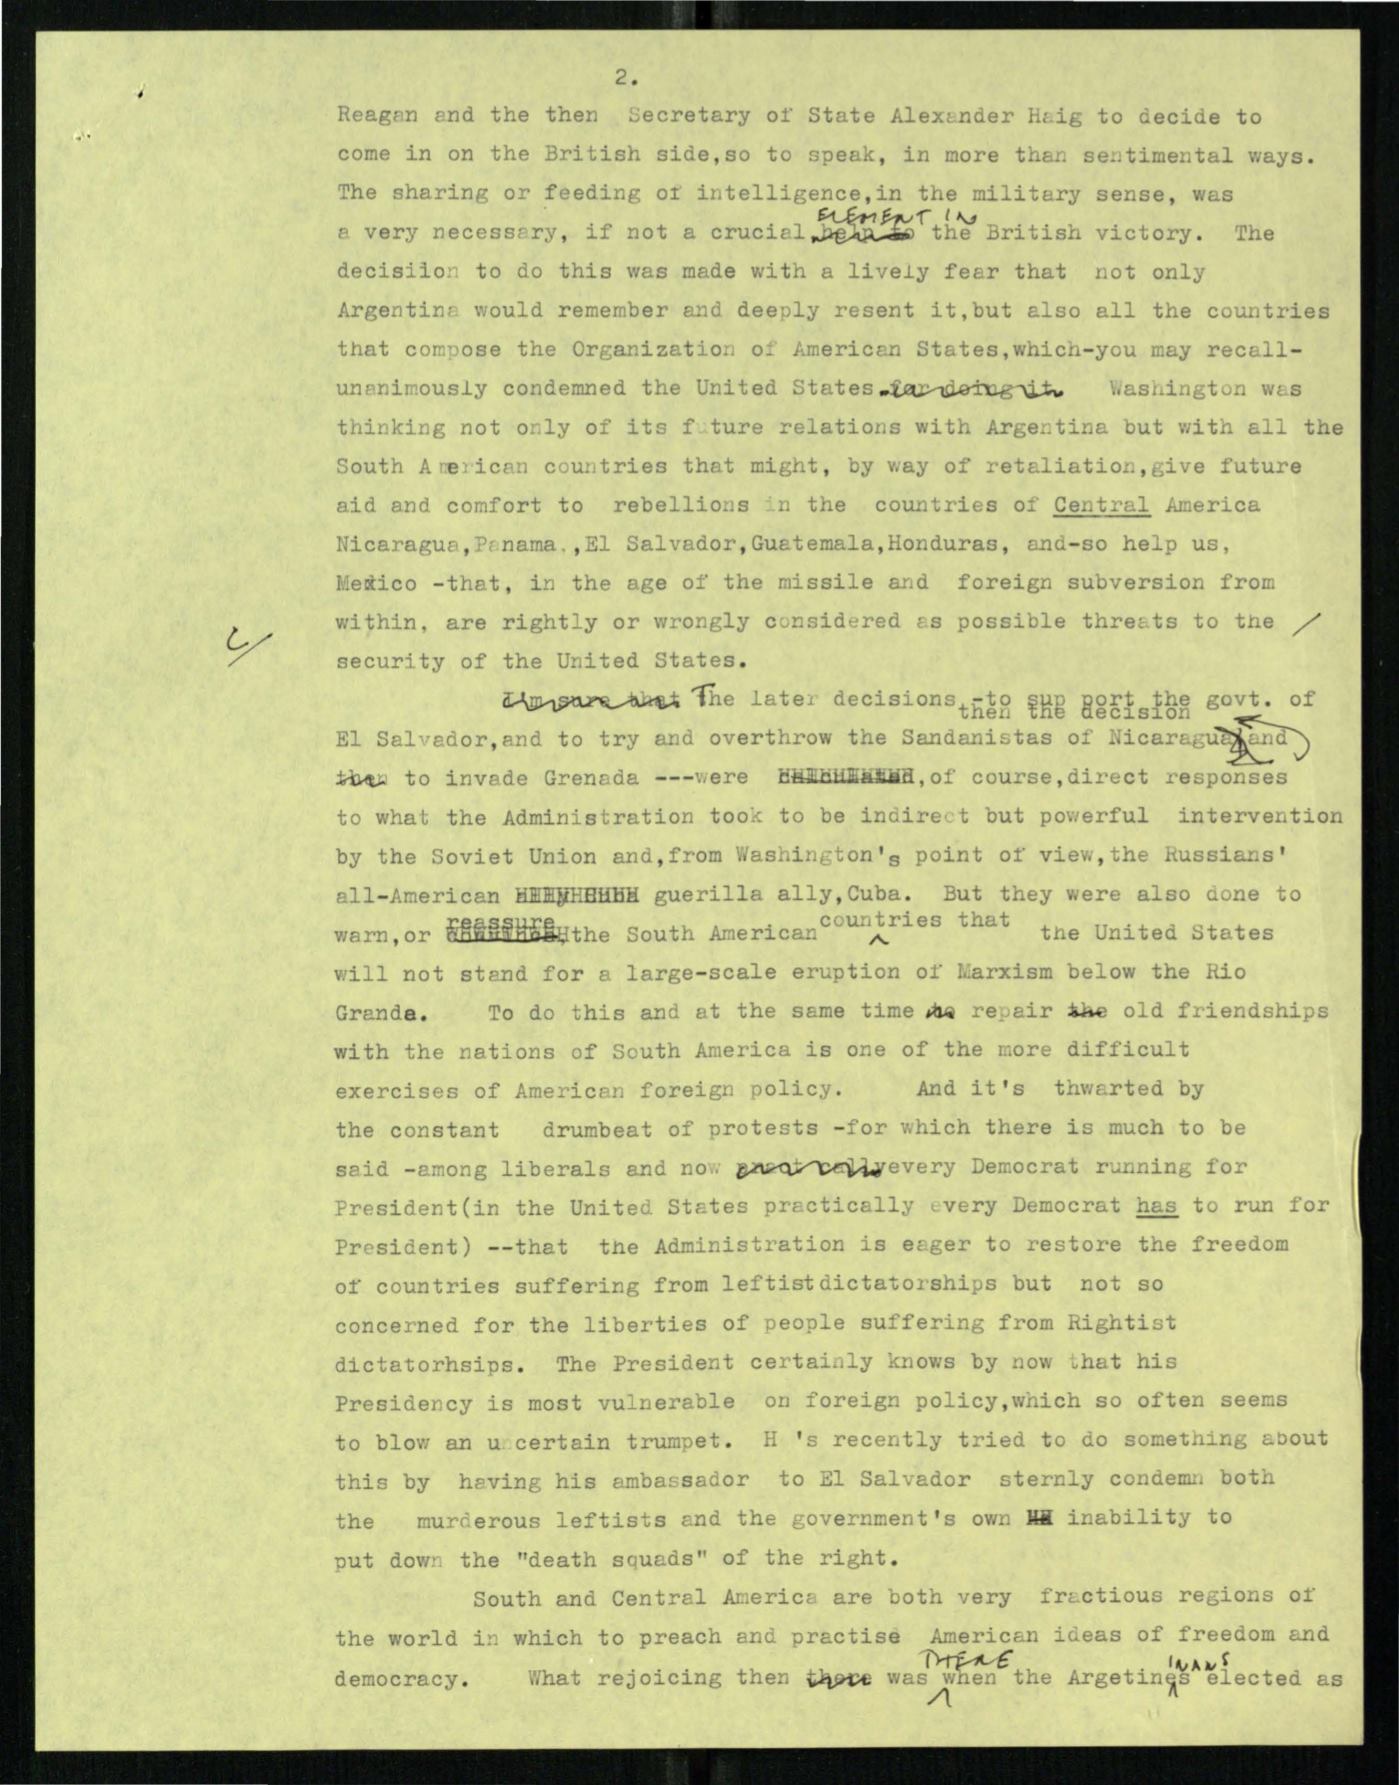 2.
Reagan and the then Secretary of State Alexander Haig to decide to
come in on the British side,so to speak, in more than sentimental ways.
The sharing or feeding of intelligence,in the military sense, was
ELEMENT IN
a very necessary, if not a crucial help to the British victory. The
decisiion to do this was made with a lively fear that not only
Argentina would remember and deeply resent it,but also all the countries
that compose the Organization of American States,which-you may recall-
unanimously condemned the United States.for doing it. Washington was
thinking not only of its future relations with Argentina but with all the
South American countries that might, by way of retaliation,give future
aid and comfort to rebellions in the countries of Central America
Nicaragua,Panama.,El Salvador,Guatemala,Honduras, and-so help us,
Mexico -that, in the age of the missile and foreign subversion from
within, are rightly or wrongly considered as possible threats to the /
security of the United States.
I'm sure that The later decisions,-to sup port the govt. of
then the decision
El Salvador,and to try and overthrow the Sandanistas of Nicaragua, and
then to invade Grenada ---were ,of course,direct responses
to what the Administration took to be indirect but powerful intervention
by the Soviet Union and,from Washington's point of view,the Russians'
all-American guerilla ally,Cuba. But they were also done to
reassure countries that
warn,or the South American the United States
will not stand for a large-scale eruption of Marxism below the Rio
Grande. To do this and at the same time to repair the old friendships
with the nations of South America is one of the more difficult
exercises of American foreign policy. And it's thwarted by
the constant drumbeat of protests -for which there is much to be
said -among liberals and now practically every Democrat running for
President(in the United States practically every Democrat has to run for
President) --that the Administration is eager to restore the freedom
of countries suffering from leftist dictatorships but not so
concerned for the liberties of people suffering from Rightist
dictatorhsips. The President certainly knows by now that his
Presidency is most vulnerable on foreign policy,which so often seems
to blow an u certain trumpet. H 's recently tried to do something about
this by having his ambassador to El Salvador sternly condemn both
the murderous leftists and the government's own inability to
put down the "death squads" of the right.
South and Central America are both very fractious regions of
the world in which to preach and practise American ideas of freedom and
THERE INANS
democracy. What rejoicing then there was when the Argetines elected as